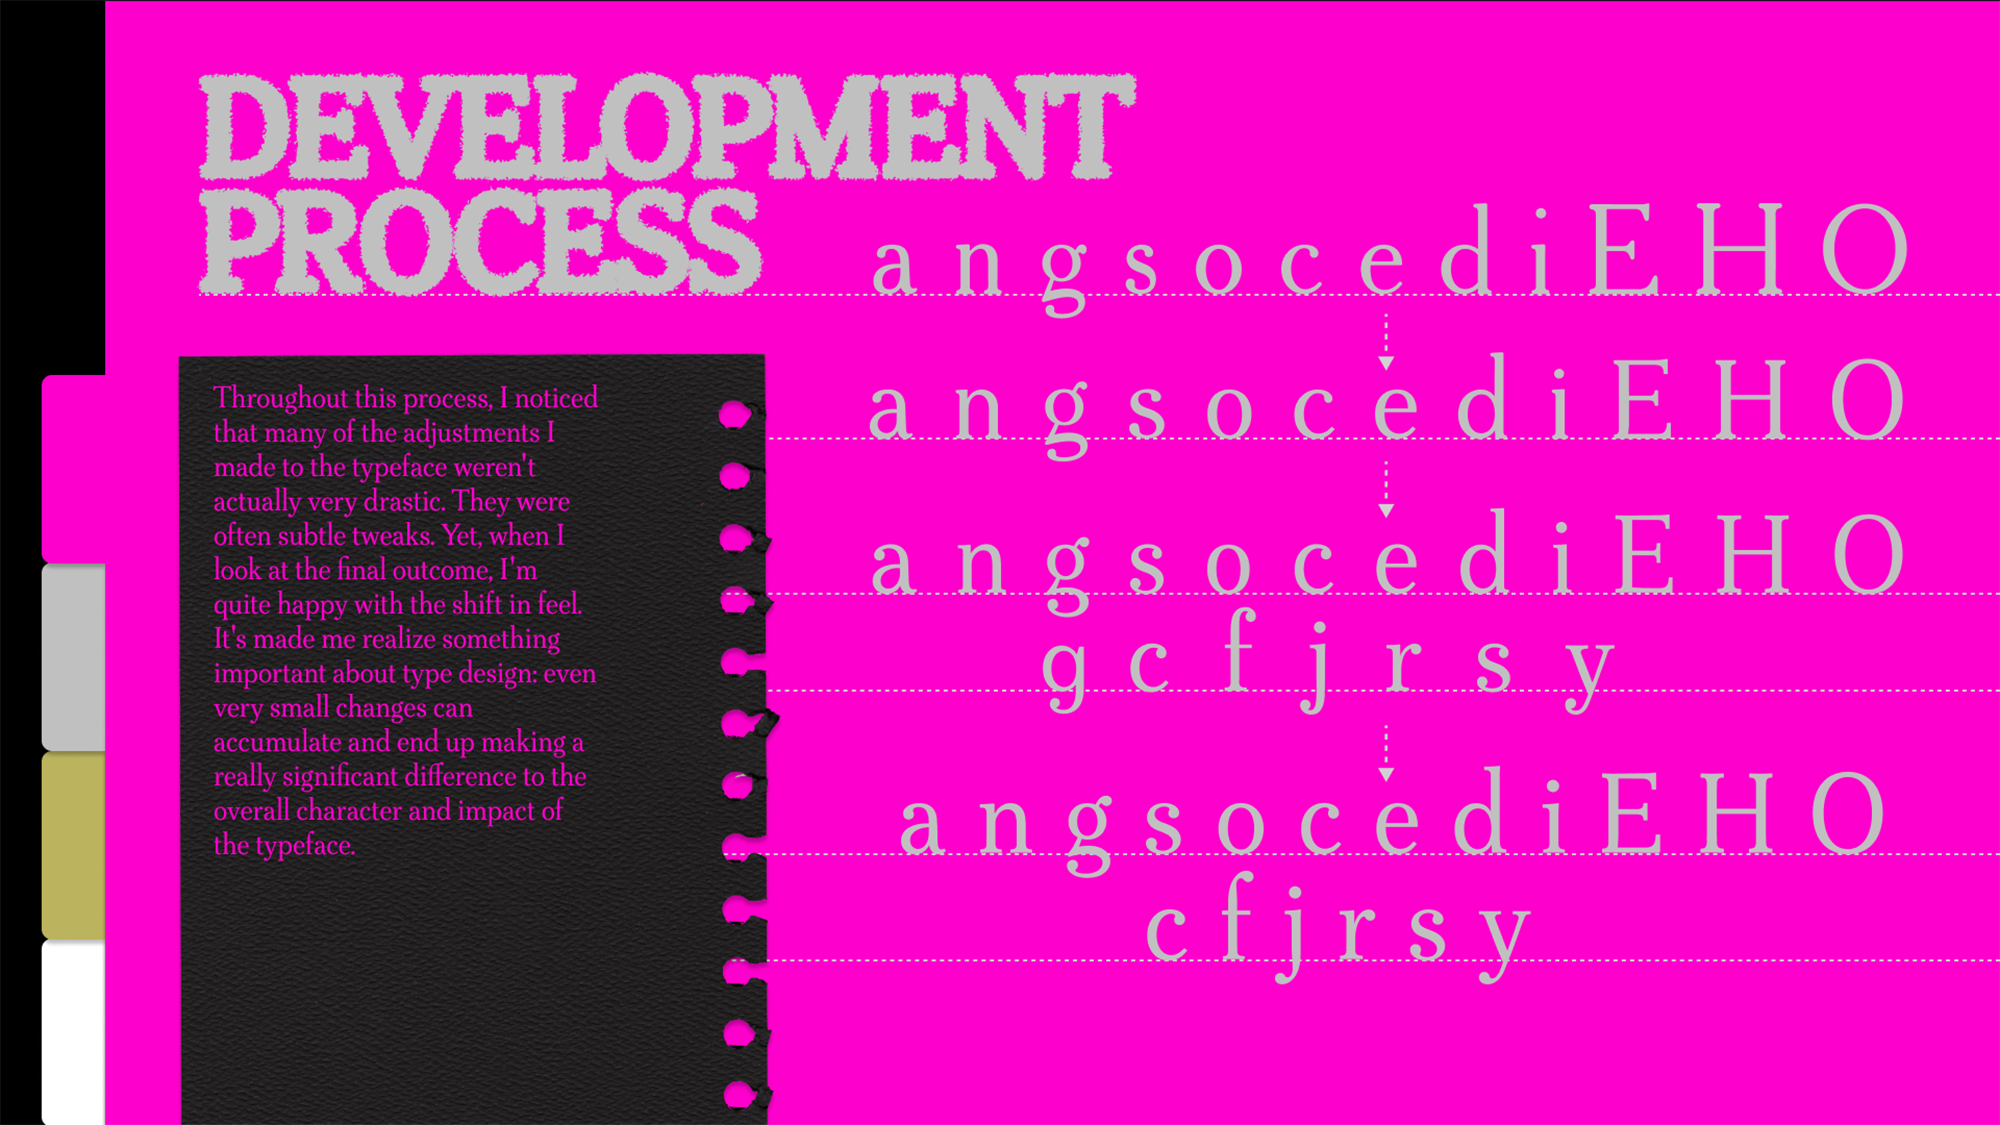 DEVELOPMENT
PROCESS
Throughout this process, I noticed
that many of the adjustments I
made to the typeface weren't
actually very drastic. They were
often subtle tweaks. Yet, when I
look at the final outcome, I'm
quite happy with the shift in feel.
It's made me realize something
important about type design: even
very small changes can
accumulate and end up making a
really significant difference to the
overall character and impact of
the typeface.
a n g s o c e d i E H O
a n g s o c e d i E H O
a n g s o c e d i E H O
g c f j r s y
a n g s o c e d i E H O
c f j r s y